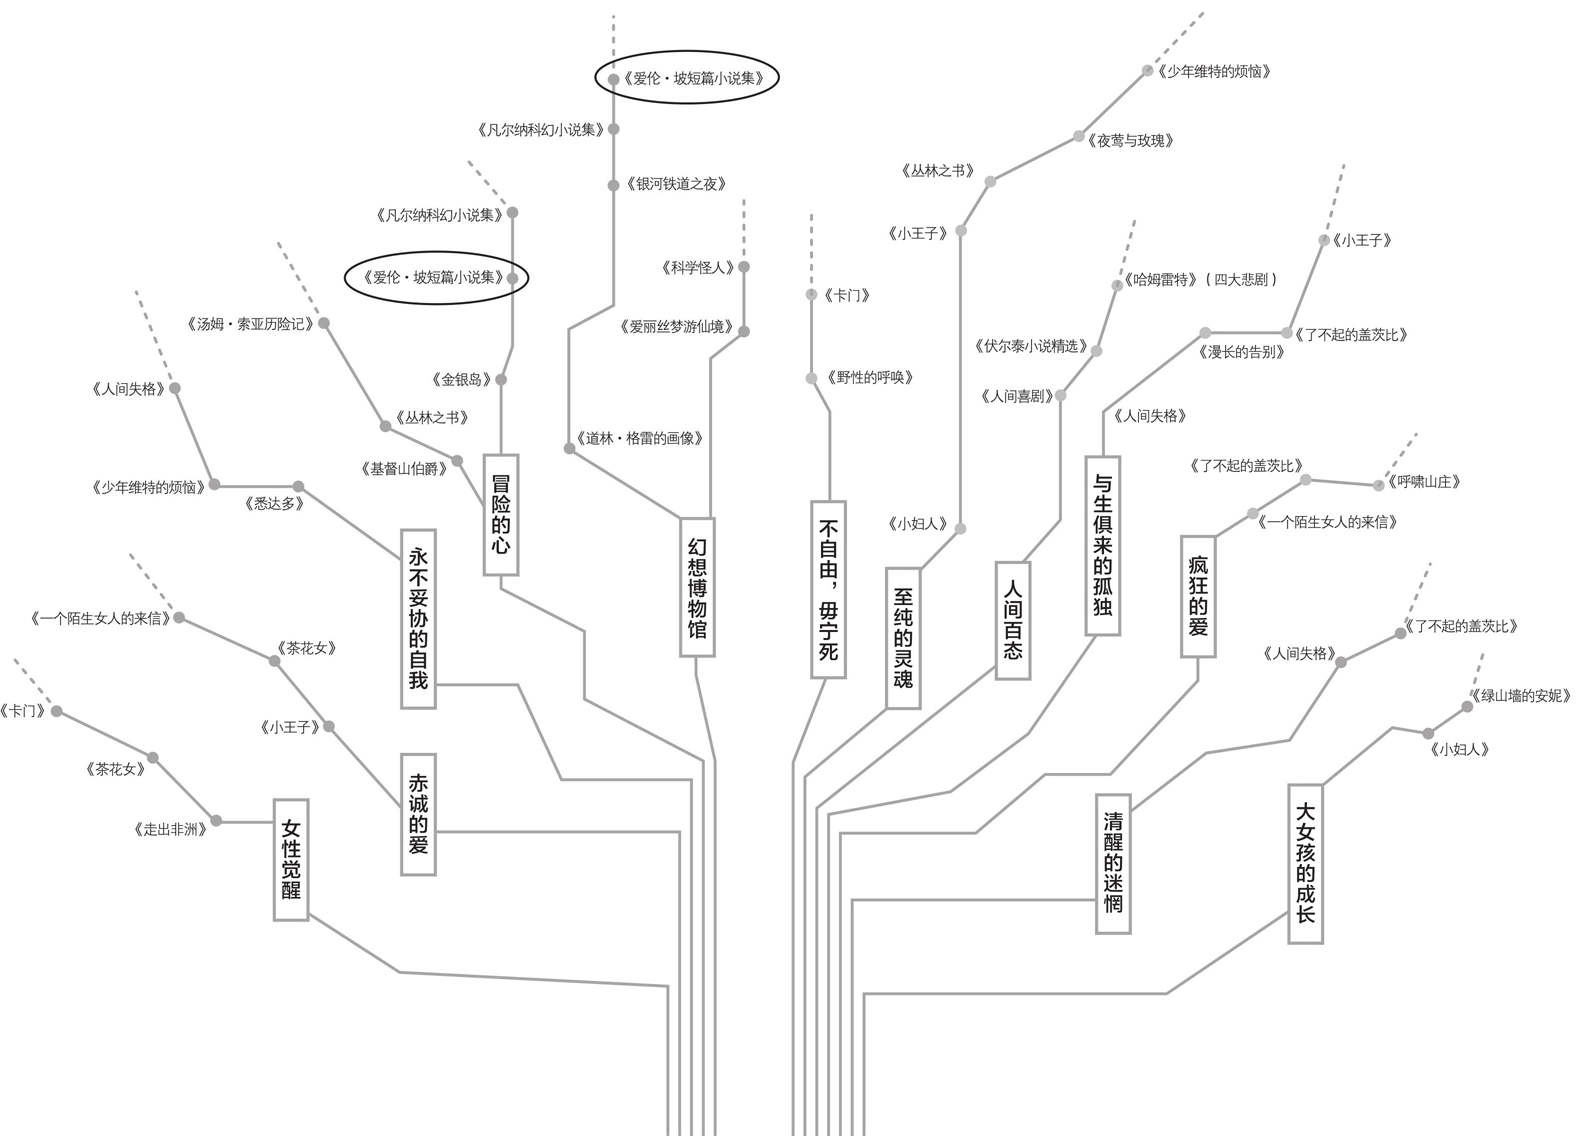 《爱伦·坡短篇小说集》
《凡尔纳科幻小说集》
《银河铁道之夜》
《道林·格雷的画像》
《科学怪人》
《爱丽丝梦游仙境》
幻想博物馆
《凡尔纳科幻小说集》
《爱伦·坡短篇小说集》
《金银岛》
《汤姆·索亚历险记》
《丛林之书》
《基督山伯爵》
冒险的心
《人间失格》
《少年维特的烦恼》
《悉达多》
永不妥协的自我
《一个陌生女人的来信》
《茶花女》
《小王子》
赤诚的爱
《卡门》
《茶花女》
《走出非洲》
女性觉醒
《卡门》
《野性的呼唤》
不自由，毋宁死
《少年维特的烦恼》
《夜莺与玫瑰》
《丛林之书》
《小王子》
《小妇人》
至纯的灵魂
《哈姆雷特》(四大悲剧)
《伏尔泰小说精选》
《人间喜剧》
人间百态
《小王子》
《了不起的盖茨比》
《漫长的告别》
《人间失格》
与生俱来的孤独
《了不起的盖茨比》
《呼啸山庄》
《一个陌生女人的来信》
疯狂的爱
《了不起的盖茨比》
《人间失格》
清醒的迷惘
《绿山墙的安妮》
《小妇人》
大女孩的成长